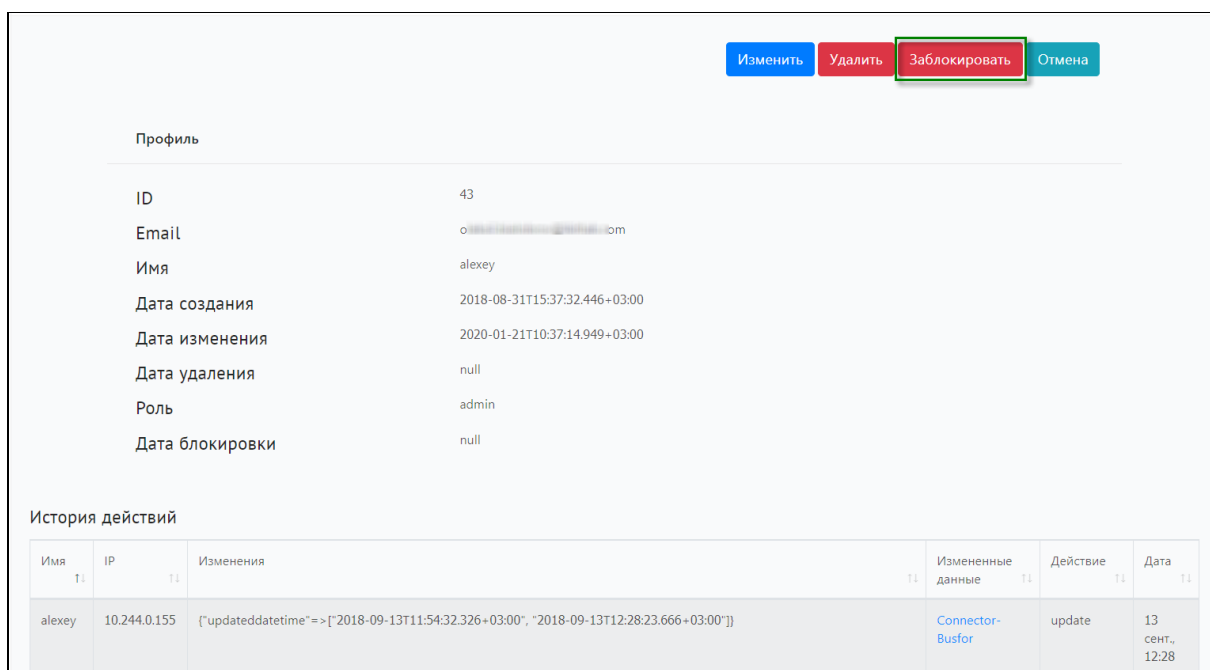 Изменить Удалить Заблокировать Отмена
Профиль
ID 43
Email
Имя alexey
Дата создания 2018-08-31T15:37:32.446+03:00
Дата изменения 2020-01-21T10:37:14.949+03:00
Дата удаления null
Роль admin
Дата блокировки null
История действий
Имя IP Изменения Измененные Действие Дата
данные
alexey 10.244.0.155 {"updateddatetime"=>["2018-09-13T11:54:32.326+03:00", "2018-09-13T12:28:23.666+03:00"]} Connector- update 13
Busfor сент.,
12:28